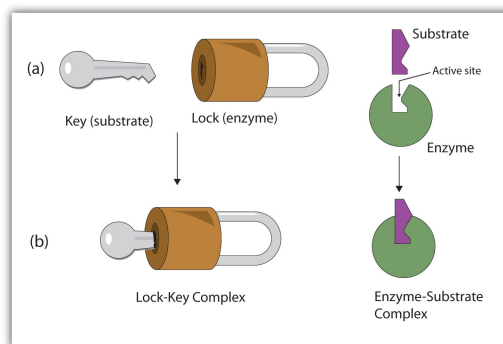 Substrate
(a)
Active site
Key (substrate)
Lock (enzyme)
Enzyme
(b)
Lock-Key Complex
Enzyme-Substrate
Complex